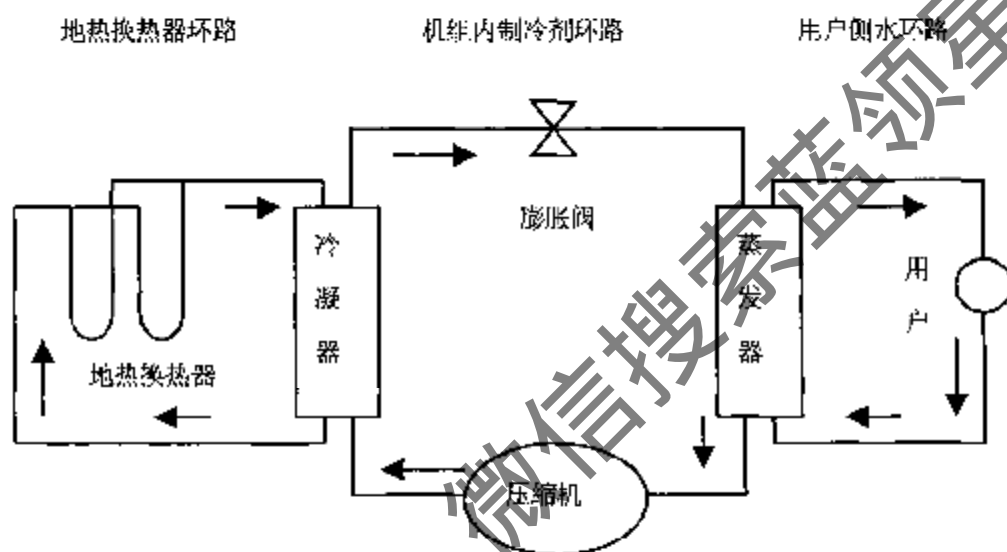 地热换热器环路 机组内制冷剂环路 用户侧水环路
膨胀阀
冷凝器
蒸发器
用户
地热换热器
压缩机
微信搜索蓝领星